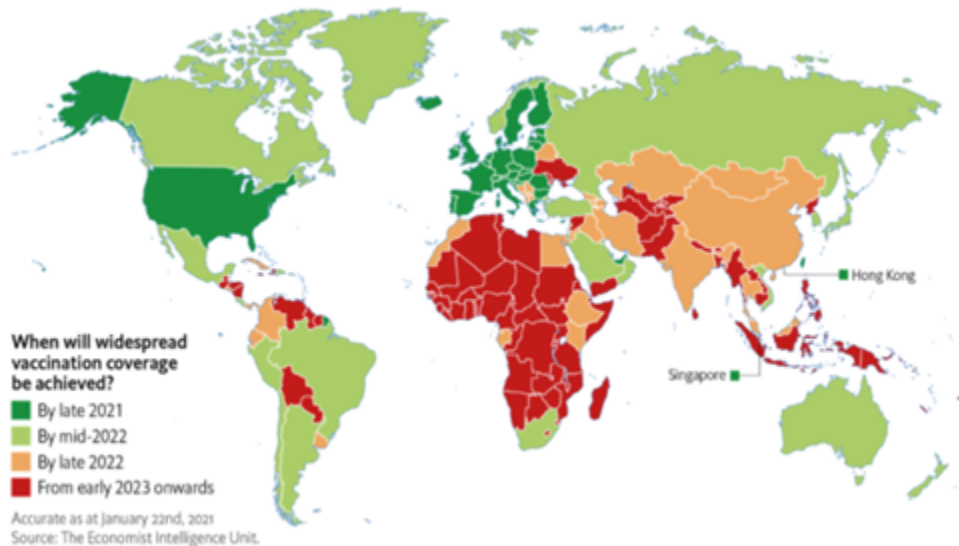 Hong Kong
Singapore
When will widespread
vaccination coverage
be achieved?
By late 2021
By mid-2022
By late 2022
From early 2023 onwards
Accurate as at January 22nd, 2021
Source: The Economist Intelligence Unit.